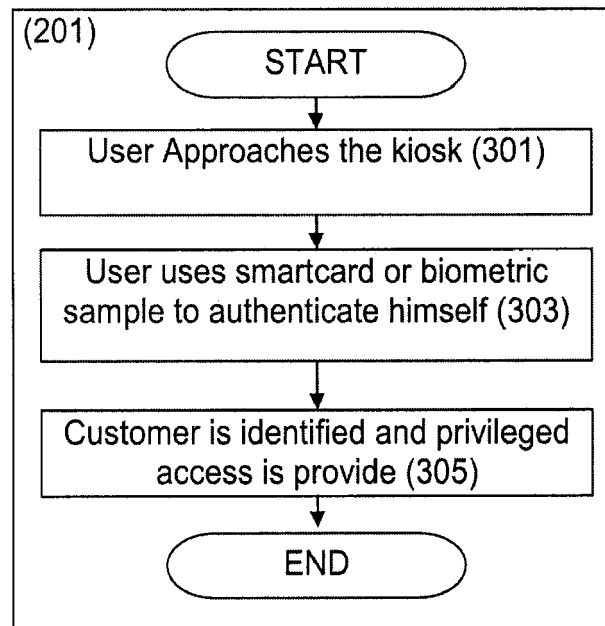 (201)
START
User Approaches the kiosk (301)
User uses smartcard or biometric
sample to authenticate himself (303)
Customer is identified and privileged
access is provide (305)
END